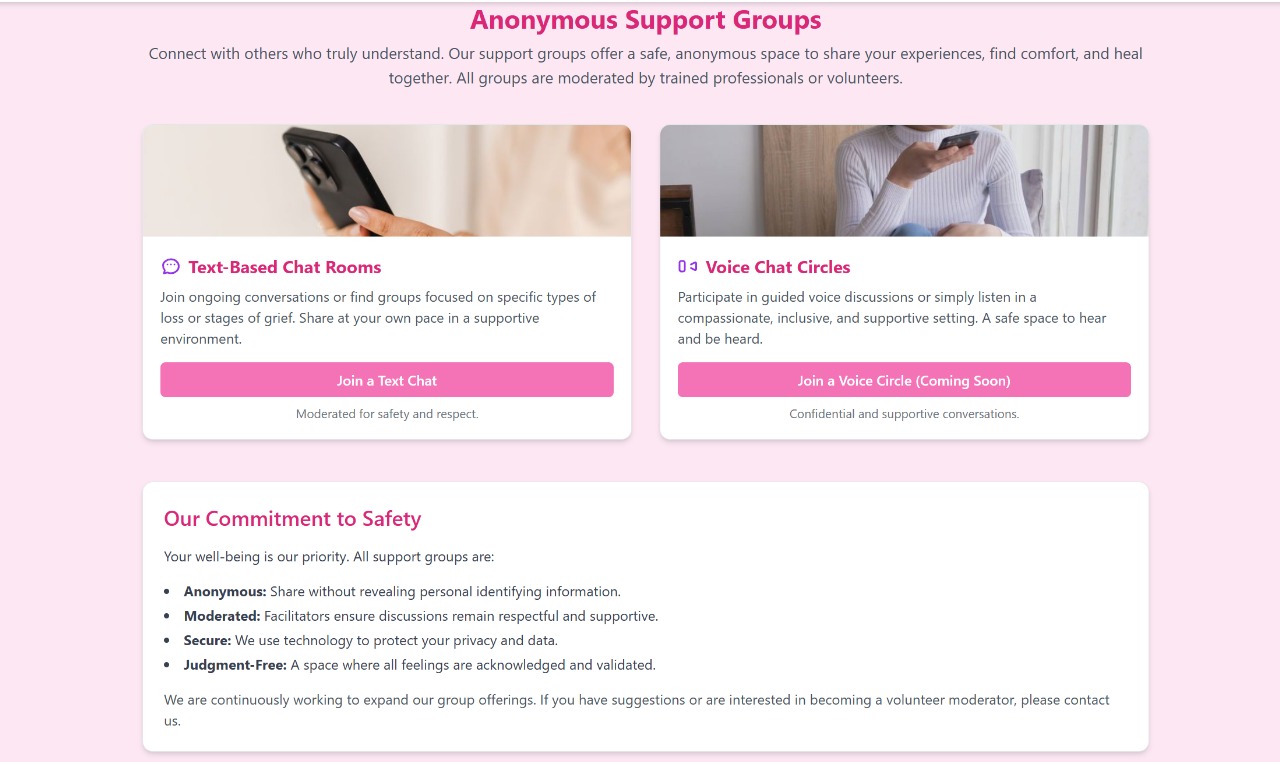 Anonymous Support Groups
Connect with others who truly understand. Our support groups offer a safe, anonymous space to share your experiences, find comfort, and heal
together. All groups are moderated by trained professionals or volunteers.
Text-Based Chat Rooms
Join ongoing conversations or find groups focused on specific types of
loss or stages of grief. Share at your own pace in a supportive
environment.
Join a Text Chat
Moderated for safety and respect.
Voice Chat Circles
Participate in guided voice discussions or simply listen in a
compassionate, inclusive, and supportive setting. A safe space to hear
and be heard.
Join a Voice Circle (Coming Soon)
Confidential and supportive conversations.
Our Commitment to Safety
Your well-being is our priority. All support groups are:
• Anonymous: Share without revealing personal identifying information.
• Moderated: Facilitators ensure discussions remain respectful and supportive.
• Secure: We use technology to protect your privacy and data.
• Judgment-Free: A space where all feelings are acknowledged and validated.
We are continuously working to expand our group offerings. If you have suggestions or are interested in becoming a volunteer moderator, please contact
us.